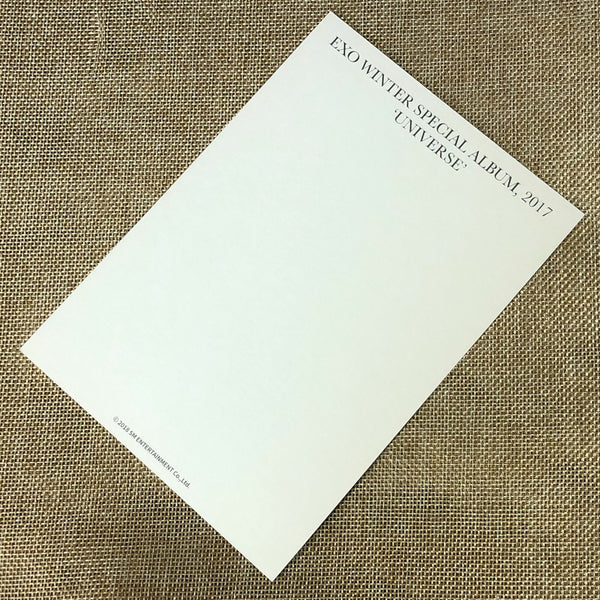 EXO WINTER SPECIAL ALBUM, 2017
‘UNIVERSE’
© 2018 SM ENTERTAINMENT Co.,Ltd.